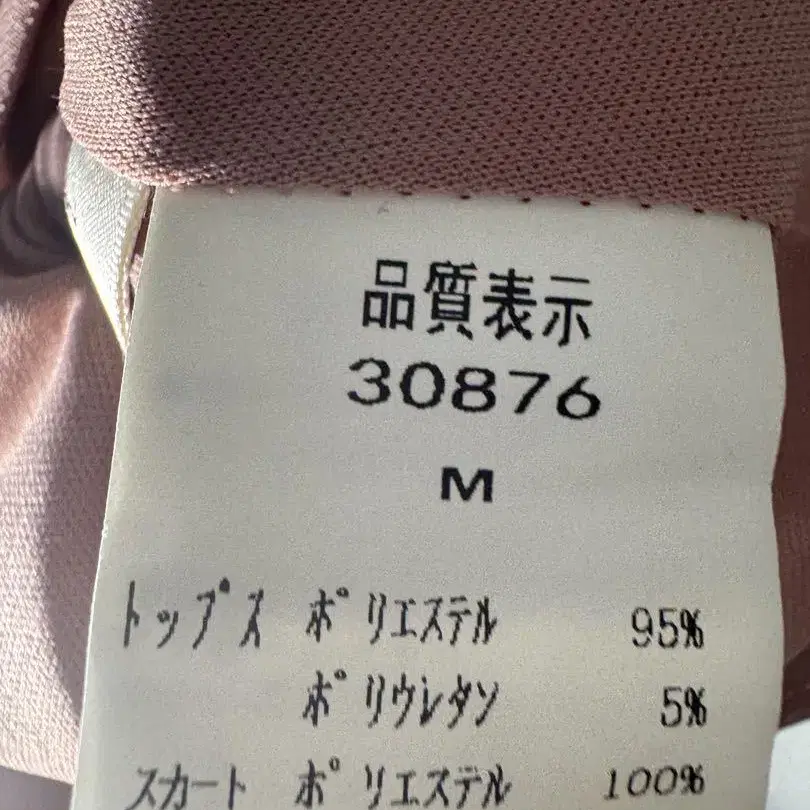 品質表示
30876
M
トップス ポリエステル 95%
ポリウレタン 5%
スカート ポリエステル 100%